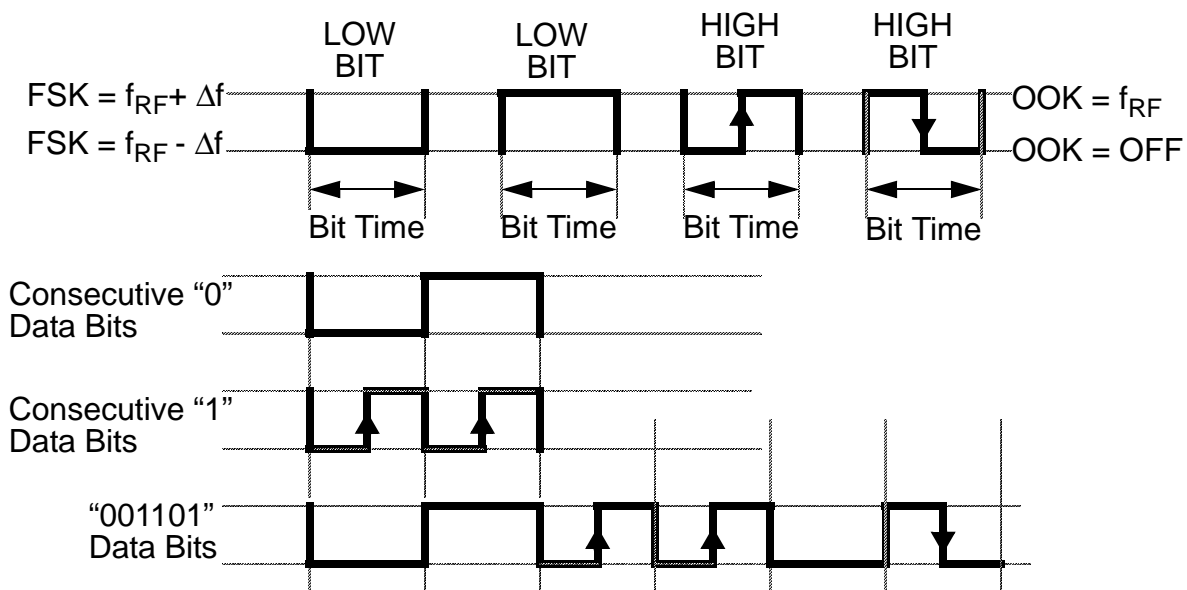 LOW
BIT
LOW
BIT
HIGH
BIT
HIGH
BIT
FSK = fRF+ Δf
OOK = fRF
FSK = fRF - Δf
OOK = OFF
Bit Time
Bit Time
Bit Time
Bit Time
Consecutive “0”
Data Bits
Consecutive “1”
Data Bits
“001101”
Data Bits